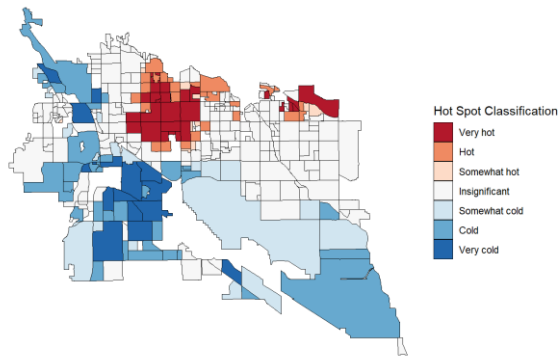 Hot Spot Classification
Very hot
Hot
Somewhat hot
Insignificant
Somewhat cold
Cold
Very cold